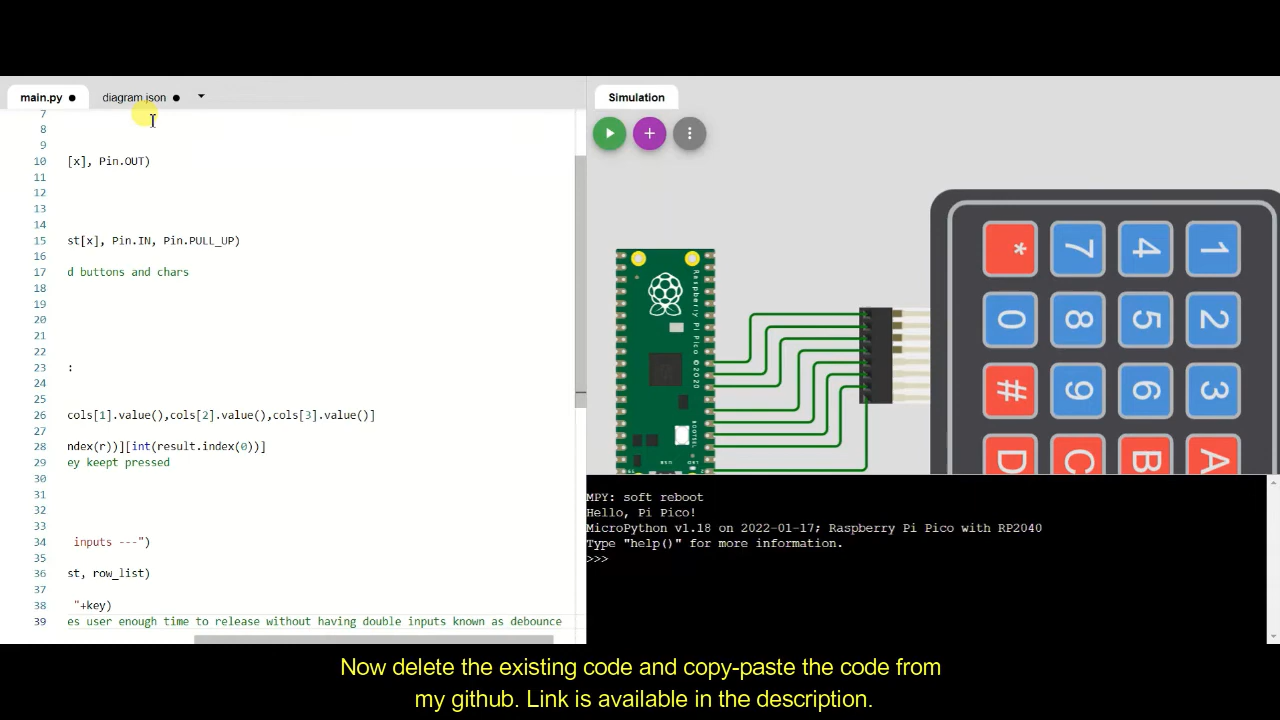 main.py
diagram.json
Simulation
7
8
9
10 [x], Pin.OUT)
11
12
13
14
15 st[x], Pin.IN, Pin.PULL_UP)
16
17 d buttons and chars
18
19
20
21
22
23 :
24
25
26 cols[1].value(),cols[2].value(),cols[3].value()]
27
28 ndex(r))][int(result.index(0))]
29 ey keept pressed
30
31
32
33
34 inputs ---")
35
36 st, row_list)
37
38 "+key)
39 es user enough time to release without having double inputs known as debounce
Raspberry Pi Pico ©2020
BOOTSEL
USB
LED
* 7 4 1
0 8 5 2
# 9 6 3
D C B A
MPY: soft reboot
Hello, Pi Pico!
MicroPython v1.18 on 2022-01-17; Raspberry Pi Pico with RP2040
Type "help()" for more information.
>>>
Now delete the existing code and copy-paste the code from
my github. Link is available in the description.